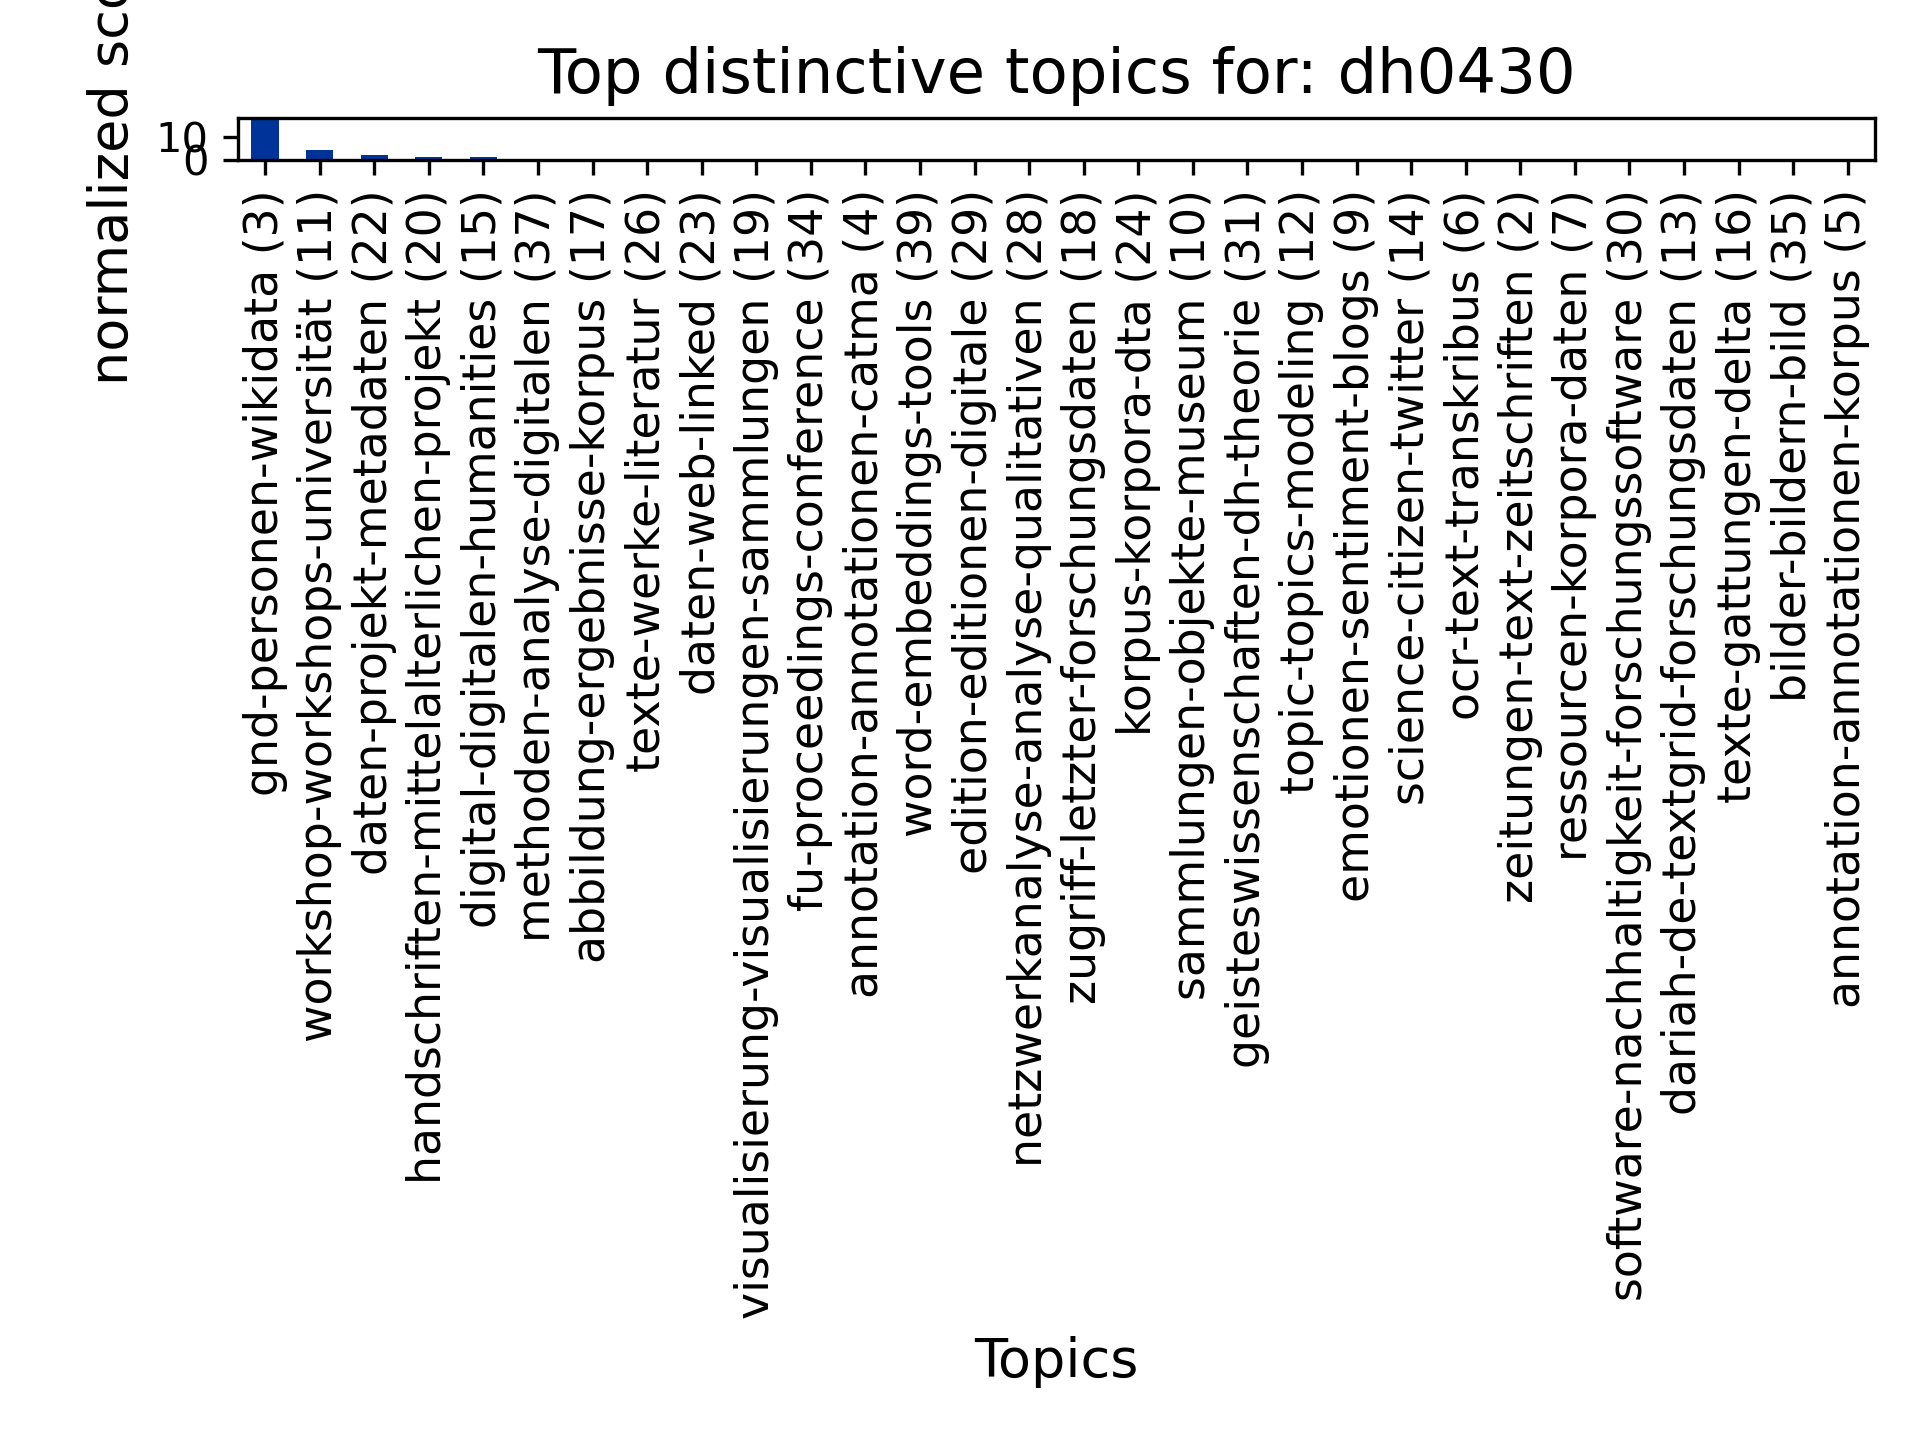 Top distinctive topics for: dh0430
normalized
10
0
gnd-personen-wikidata (3)
workshop-workshops-universität (11)
daten-projekt-metadaten (22)
handschriften-mittelalterlichen-projekt (20)
digital-digitalen-humanities (15)
methoden-analyse-digitalen (37)
abbildung-ergebnisse-korpus (17)
texte-werke-literatur (26)
daten-web-linked (23)
visualisierung-visualisierungen-sammlungen (19)
fu-proceedings-conference (34)
annotation-annotationen-catma (4)
word-embeddings-tools (39)
edition-editionen-digitale (29)
netzwerkanalyse-analyse-qualitativen (28)
zugriff-letzter-forschungsdaten (18)
korpus-korpora-dta (24)
sammlungen-objekte-museum (10)
geisteswissenschaften-dh-theorie (31)
topic-topics-modeling (12)
emotionen-sentiment-blogs (9)
science-citizen-twitter (14)
ocr-text-transkribus (6)
zeitungen-text-zeitschriften (2)
ressourcen-korpora-daten (7)
software-nachhaltigkeit-forschungssoftware (30)
dariah-de-textgrid-forschungsdaten (13)
texte-gattungen-delta (16)
bilder-bildern-bild (35)
annotation-annotationen-korpus (5)
Topics